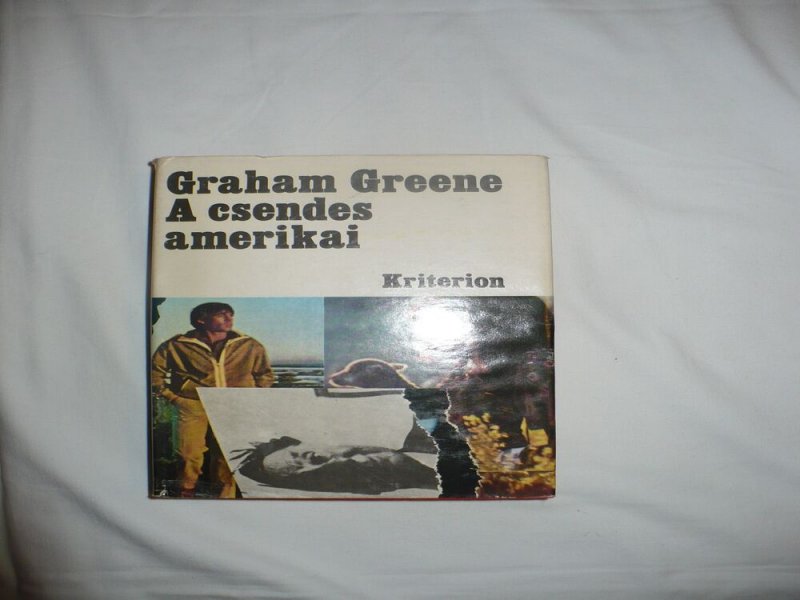 Graham Greene
A csendes
amerikai
Kriterion